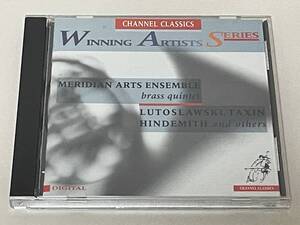 CHANNEL CLASSICS
WINNING ARTISTS SERIES
MERIDIAN ARTS ENSEMBLE
brass quintet
LUTOSLAWSKI, TAXIN
HINDEMITH and others
DIGITAL
CHANNEL CLASSICS